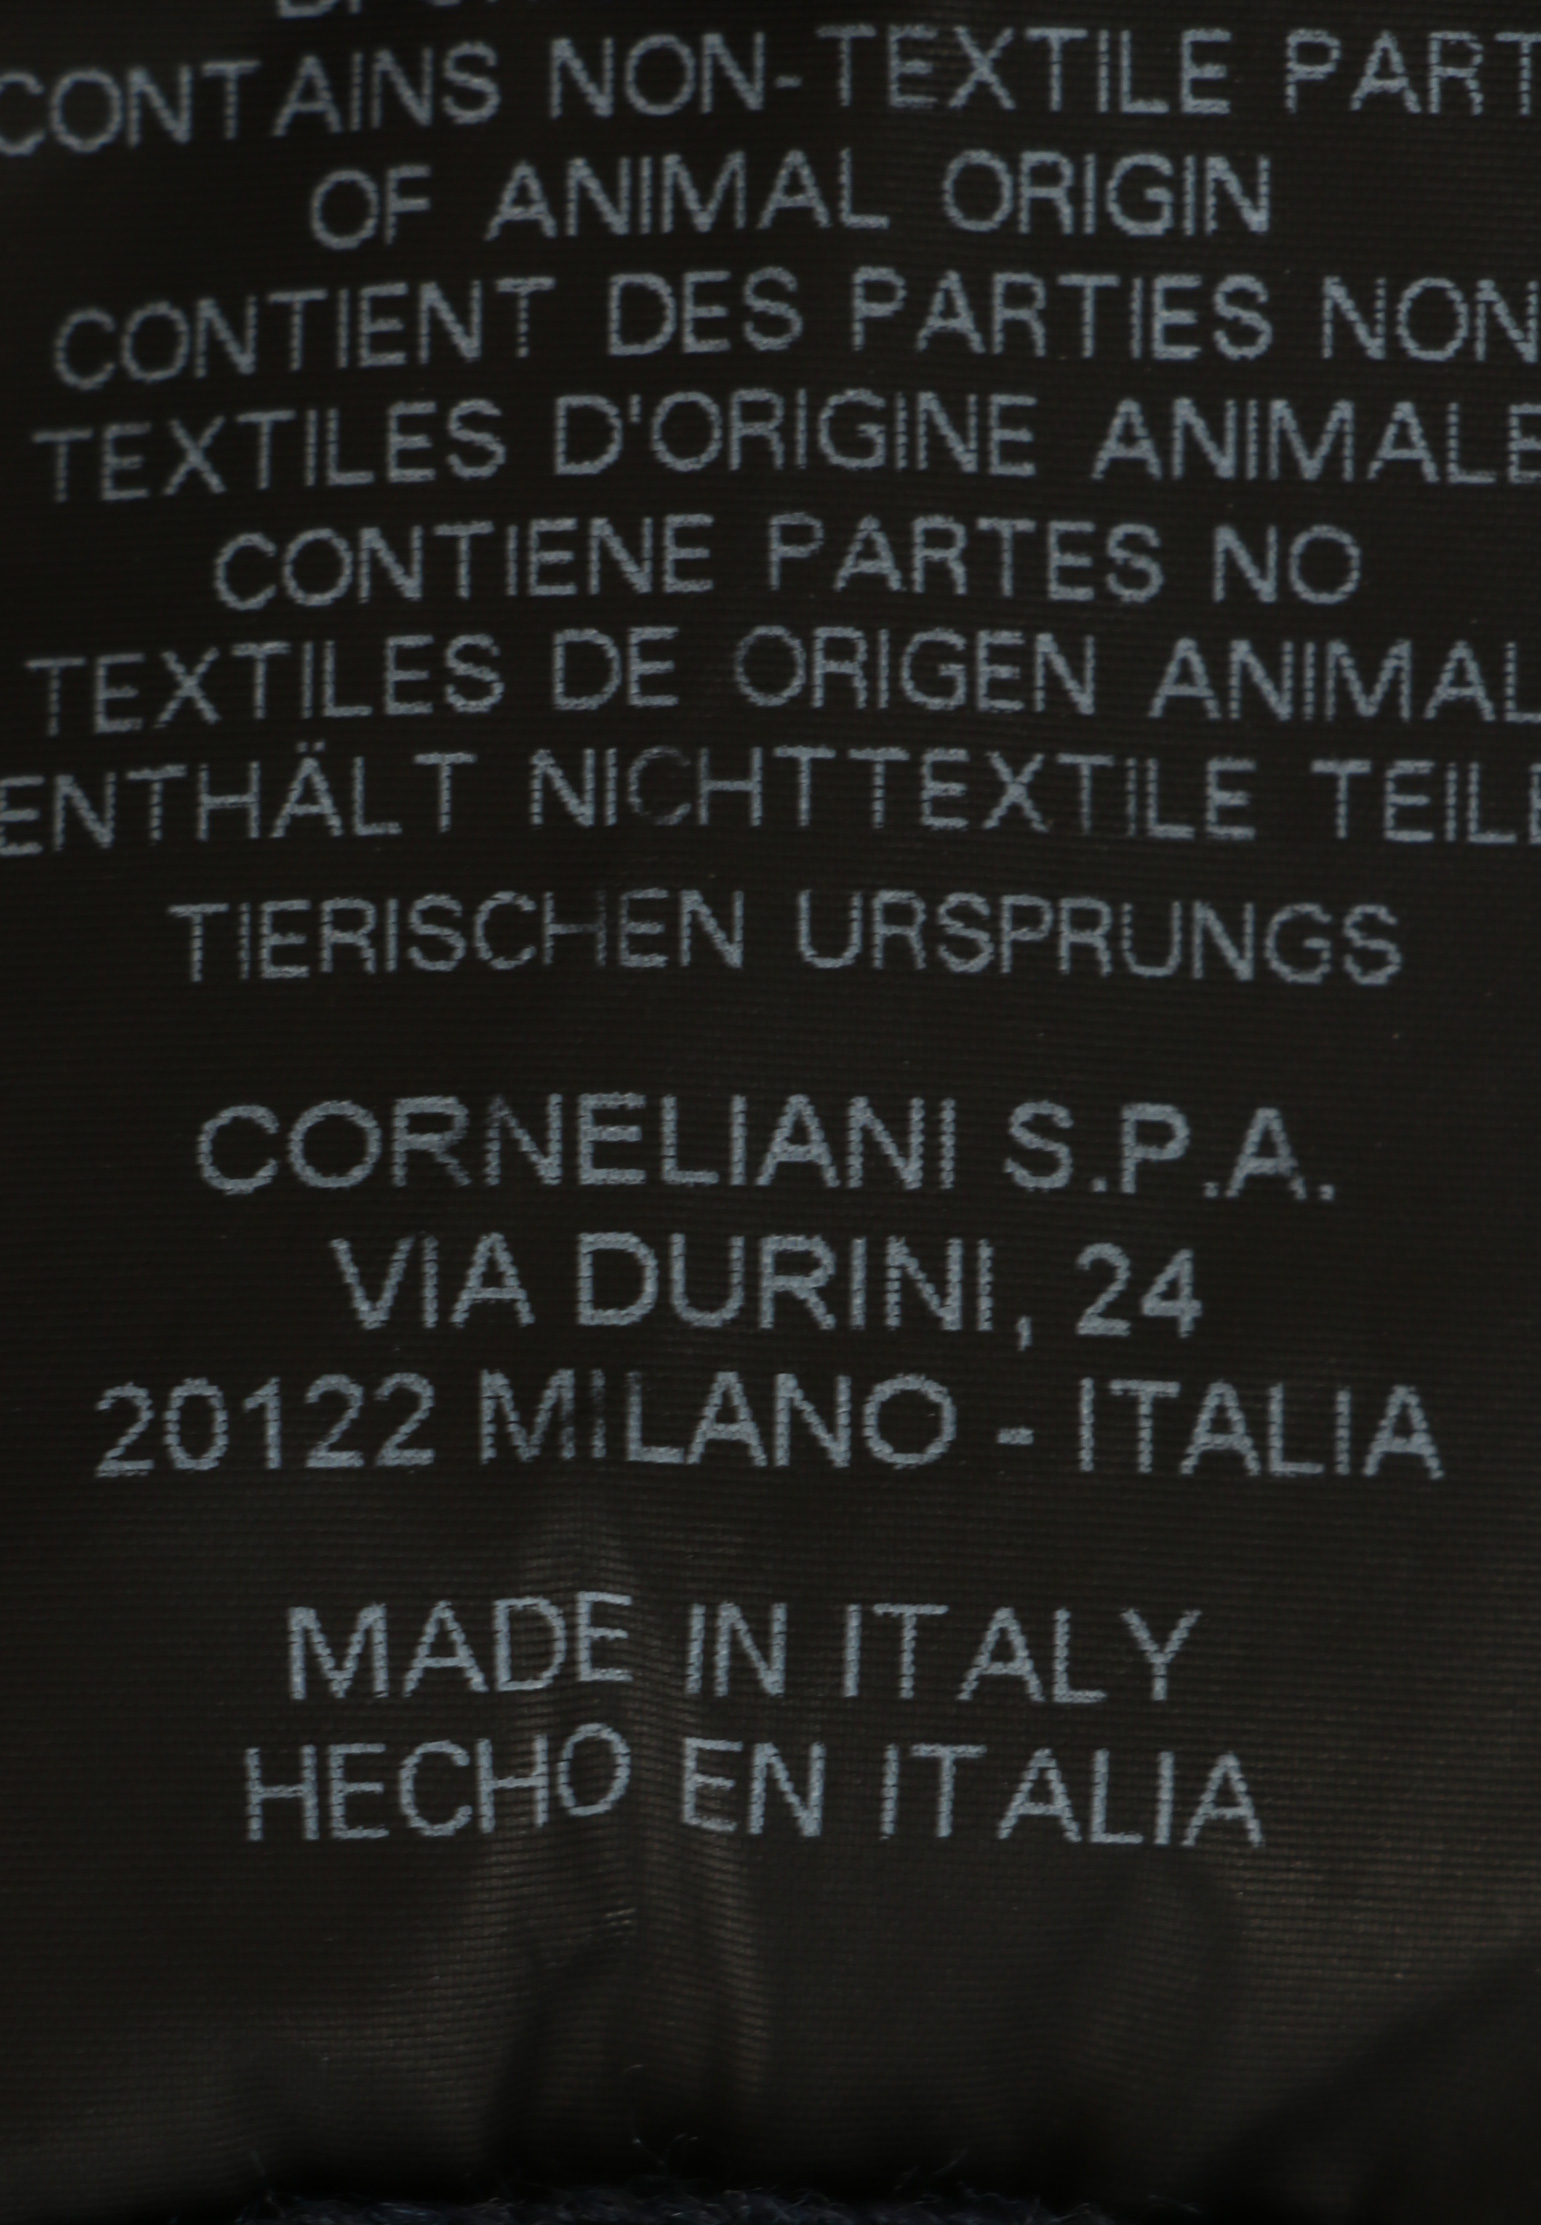 CONTAINS NON-TEXTILE PART
OF ANIMAL ORIGIN
CONTIENT DES PARTIES NON
TEXTILES D'ORIGINE ANIMALE
CONTIENE PARTES NO
TEXTILES DE ORIGEN ANIMAL
ENTHÄLT NICHTTEXTILE TEILE
TIERISCHEN URSPRUNGS
CORNELIANI S.P.A.
VIA DURINI, 24
20122 MILANO - ITALIA
MADE IN ITALY
HECHO EN ITALIA